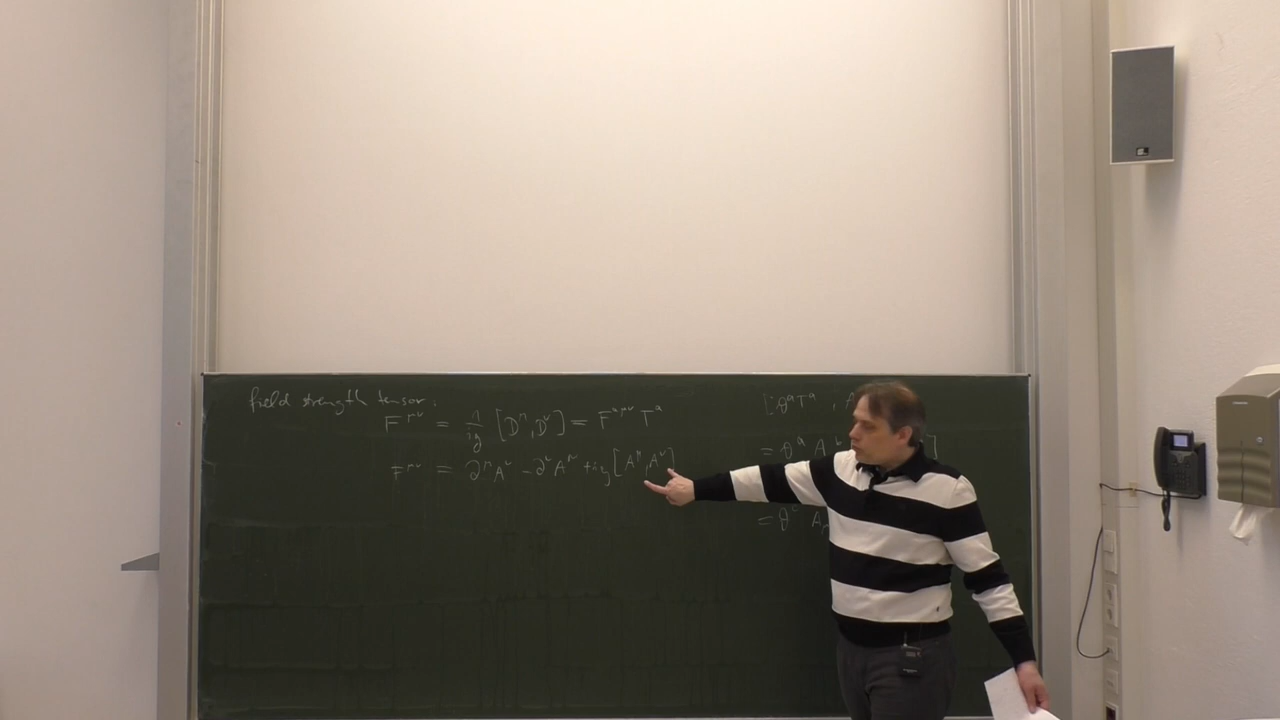 field strength tensor:
F^{μν} = 1/ig [D^μ, D^ν] = F^{aμν} T^a
F^{μν} = ∂^μ A^ν - ∂^ν A^μ + ig [A^μ, A^ν]
[θ^a T^a, A
= θ^a A ]
= θ^a A